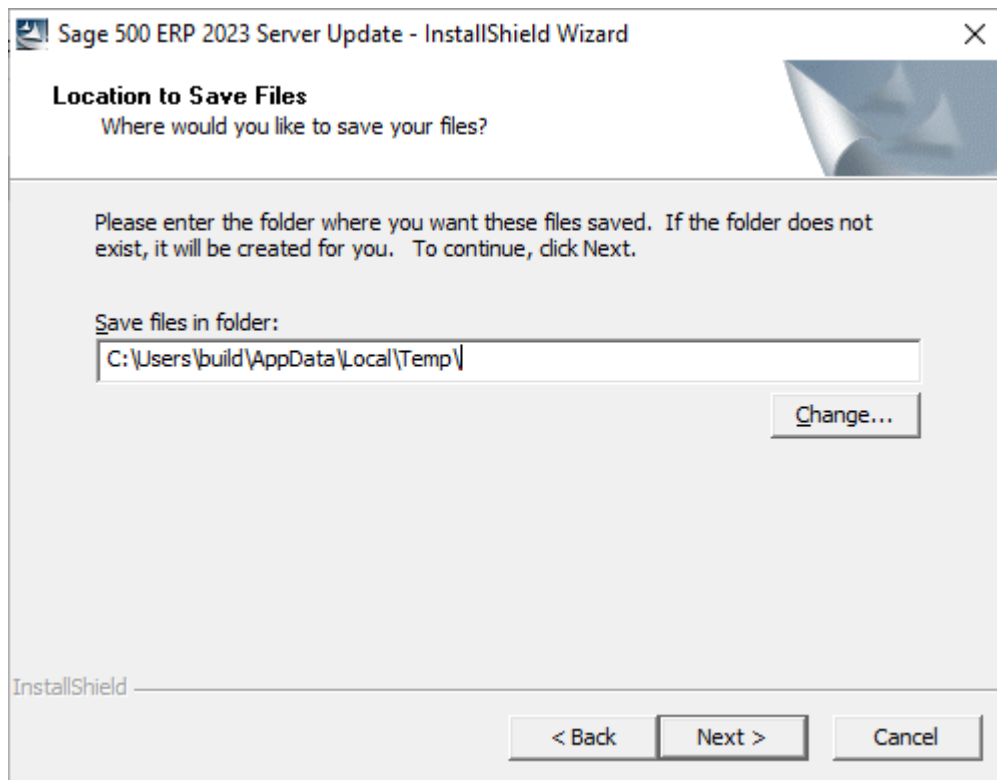 Sage 500 ERP 2023 Server Update - InstallShield Wizard
Location to Save Files
Where would you like to save your files?
Please enter the folder where you want these files saved.  If the folder does not
exist, it will be created for you.   To continue, click Next.
Save files in folder:
C:\Users\build\AppData\Local\Temp\
Change...
InstallShield
< Back
Next >
Cancel